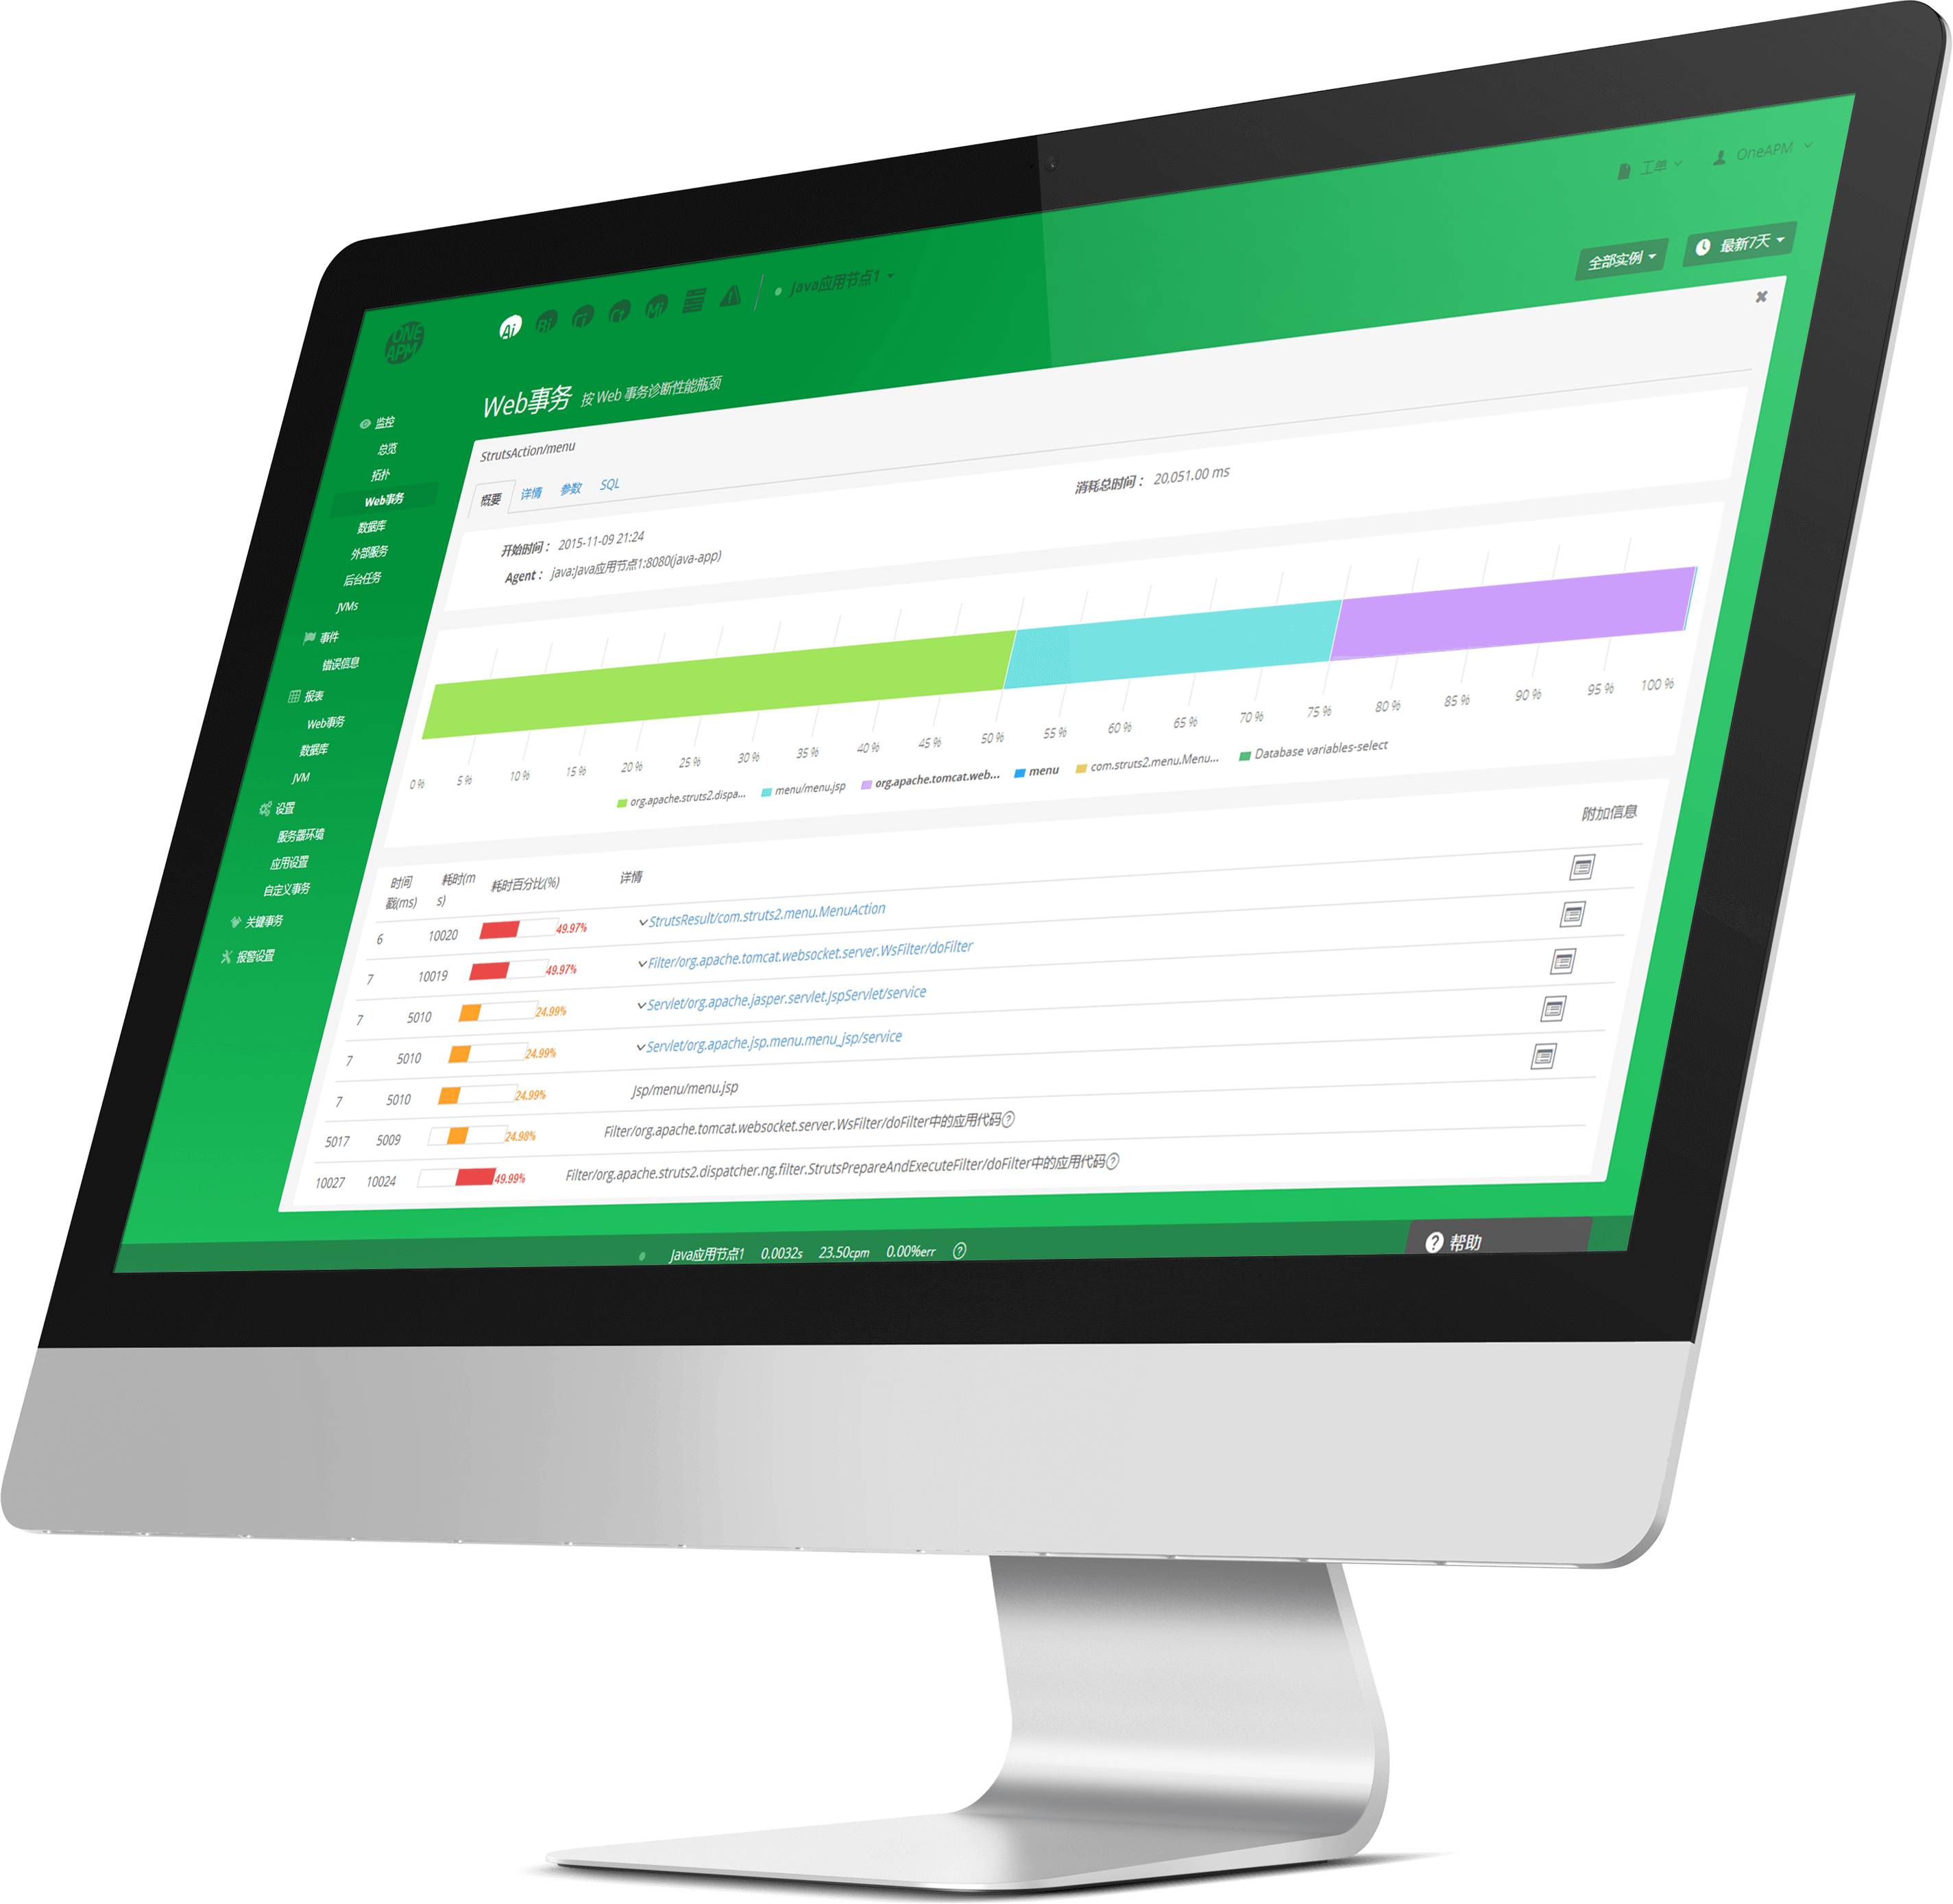 工单 OneAPM
全部实例 最新7天
ONE APM
Ai Bi Ci Ct Mi Java应用节点1
Web事务 按 Web 事务诊断性能瓶颈
监控
总览
拓扑
Web事务
数据库
外部服务
后台任务
JVMs
事件
错误信息
报表
Web事务
数据库
JVM
设置
服务器环境
应用设置
自定义事务
关键事务
报警设置
StrutsAction/menu
概要 详情 参数 SQL
开始时间： 2015-11-09 21:24 消耗总时间： 20,051.00 ms
Agent： java:Java应用节点1:8080(java-app)
0 % 5 % 10 % 15 % 20 % 25 % 30 % 35 % 40 % 45 % 50 % 55 % 60 % 65 % 70 % 75 % 80 % 85 % 90 % 95 % 100 %
org.apache.struts2.dispa... menu/menu.jsp org.apache.tomcat.web... menu com.struts2.menu.Menu... Database variables-select
时间戳(ms) 耗时(ms) 耗时百分比(%) 详情 附加信息
6 10020 49.97% StrutsResult/com.struts2.menu.MenuAction
7 10019 49.97% Filter/org.apache.tomcat.websocket.server.WsFilter/doFilter
7 5010 24.99% Servlet/org.apache.jasper.servlet.JspServlet/service
7 5010 24.99% Servlet/org.apache.jsp.menu.menu_jsp/service
7 5010 24.99% Jsp/menu/menu.jsp
5017 5009 24.98% Filter/org.apache.tomcat.websocket.server.WsFilter/doFilter中的应用代码?
10027 10024 49.99% Filter/org.apache.struts2.dispatcher.ng.filter.StrutsPrepareAndExecuteFilter/doFilter中的应用代码?
Java应用节点1 0.0032s 23.50cpm 0.00%err ?
? 帮助